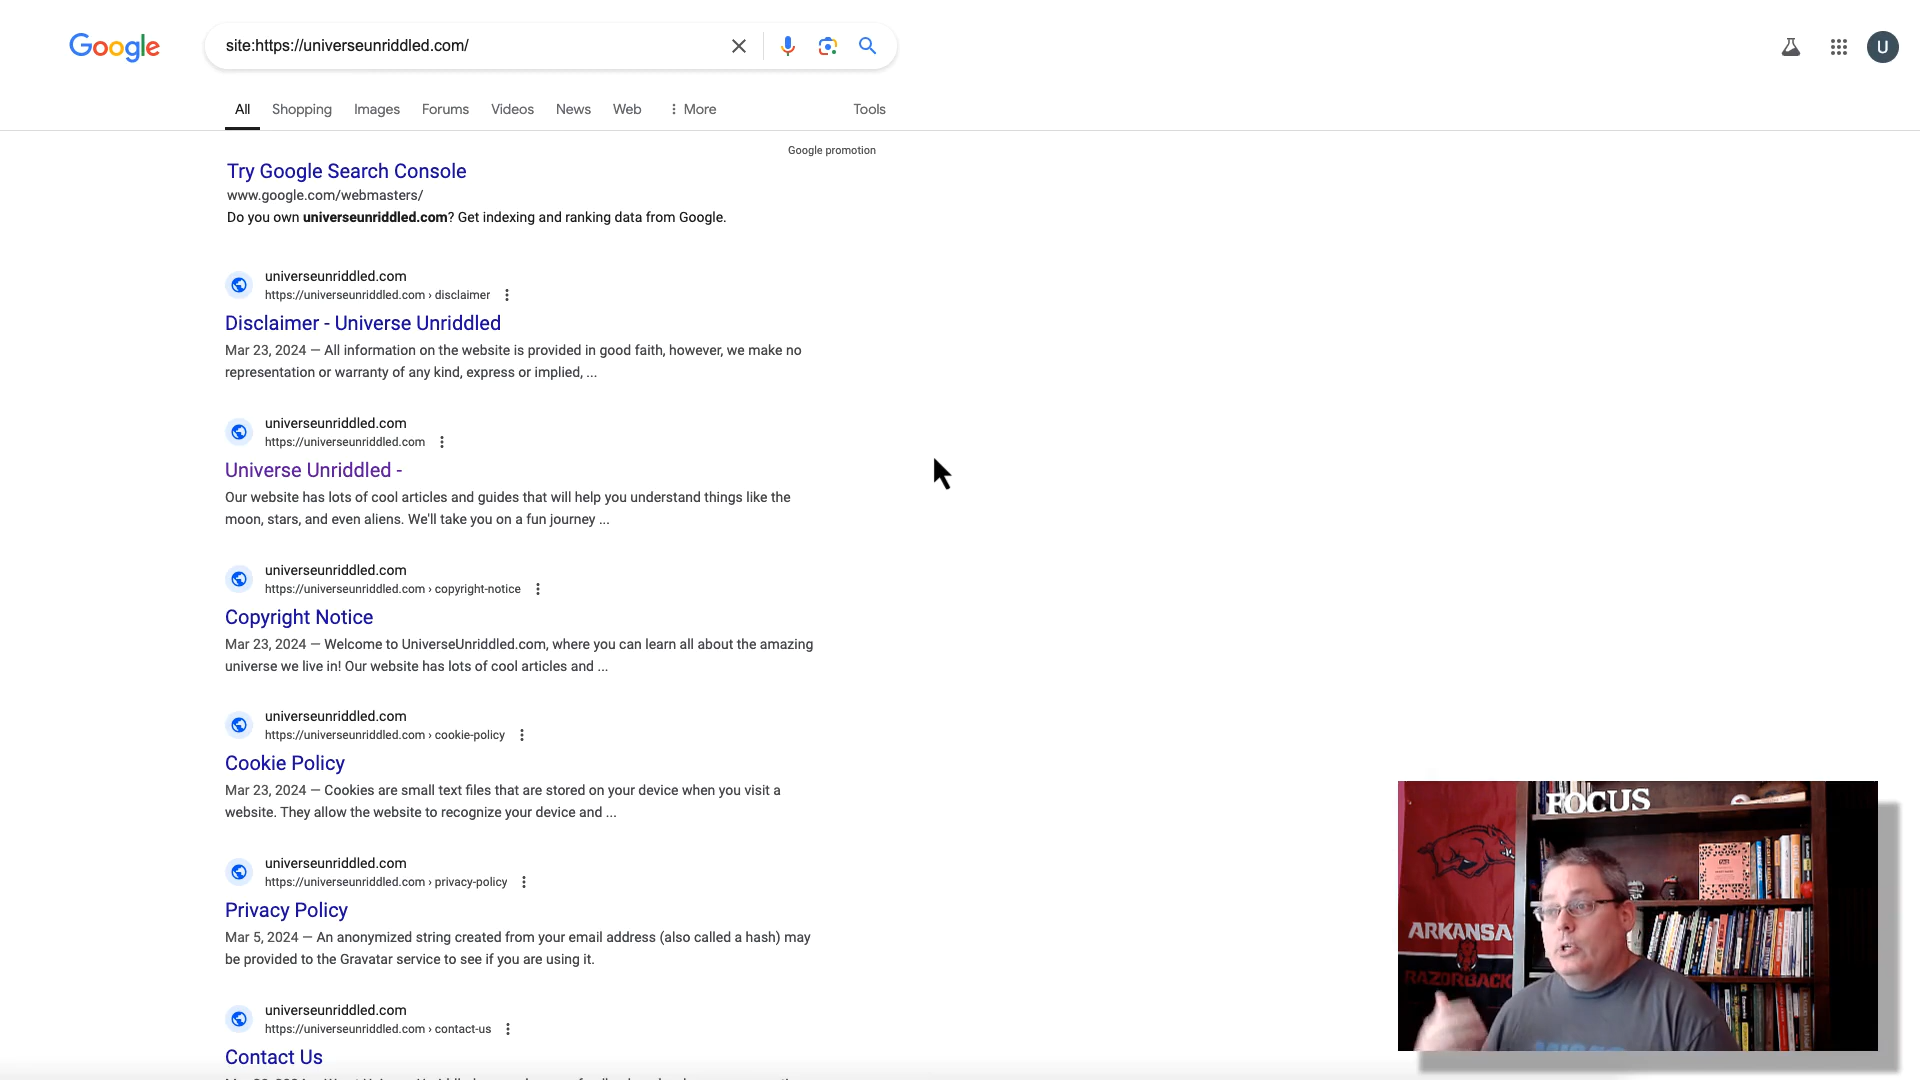 Google
site:https://universeunriddled.com/
U
All
Shopping
Images
Forums
Videos
News
Web
More
Tools
Google promotion
Try Google Search Console
www.google.com/webmasters/
Do you own universeunriddled.com? Get indexing and ranking data from Google.
universeunriddled.com
https://universeunriddled.com › disclaimer
Disclaimer - Universe Unriddled
Mar 23, 2024 — All information on the website is provided in good faith, however, we make no
representation or warranty of any kind, express or implied, ...
universeunriddled.com
https://universeunriddled.com
Universe Unriddled -
Our website has lots of cool articles and guides that will help you understand things like the
moon, stars, and even aliens. We'll take you on a fun journey ...
universeunriddled.com
https://universeunriddled.com › copyright-notice
Copyright Notice
Mar 23, 2024 — Welcome to UniverseUnriddled.com, where you can learn all about the amazing
universe we live in! Our website has lots of cool articles and ...
universeunriddled.com
https://universeunriddled.com › cookie-policy
Cookie Policy
Mar 23, 2024 — Cookies are small text files that are stored on your device when you visit a
website. They allow the website to recognize your device and ...
universeunriddled.com
https://universeunriddled.com › privacy-policy
Privacy Policy
Mar 5, 2024 — An anonymized string created from your email address (also called a hash) may
be provided to the Gravatar service to see if you are using it.
universeunriddled.com
https://universeunriddled.com › contact-us
Contact Us
FOCUS
ARKANSA
RAZORBACK